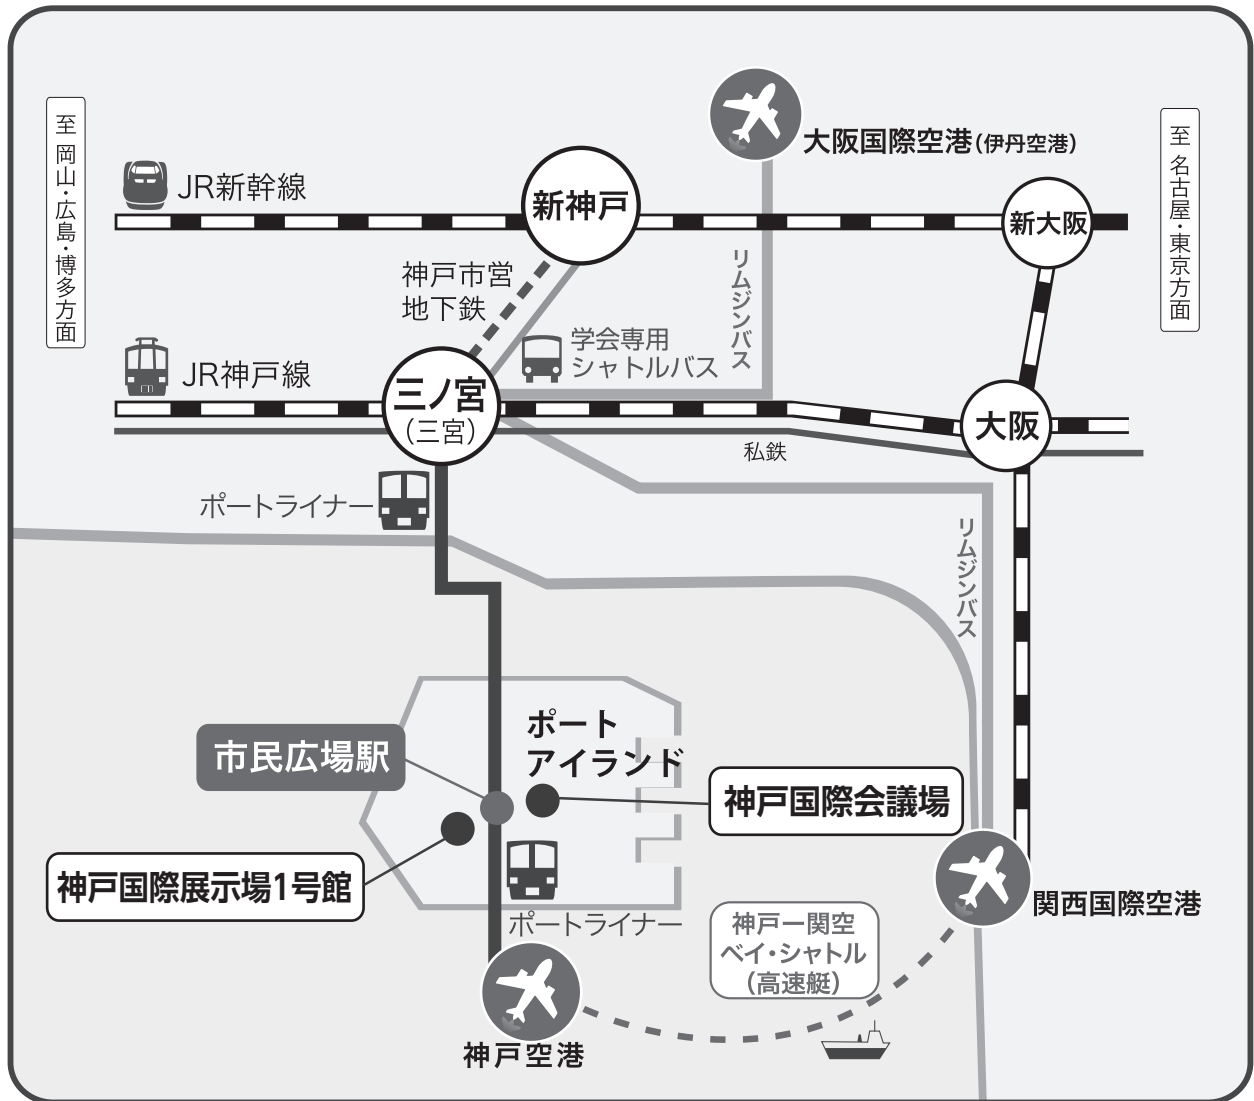 大阪国際空港(伊丹空港)
至 岡山・広島・博多方面
至 名古屋・東京方面
JR新幹線
新神戸
新大阪
神戸市営
地下鉄
リムジンバス
学会専用
シャトルバス
JR神戸線
三ノ宮
(三宮)
大阪
私鉄
ポートライナー
リムジンバス
ポート
アイランド
市民広場駅
神戸国際会議場
神戸国際展示場1号館
関西国際空港
ポートライナー
神戸ー関空
ベイ・シャトル
(高速艇)
神戸空港